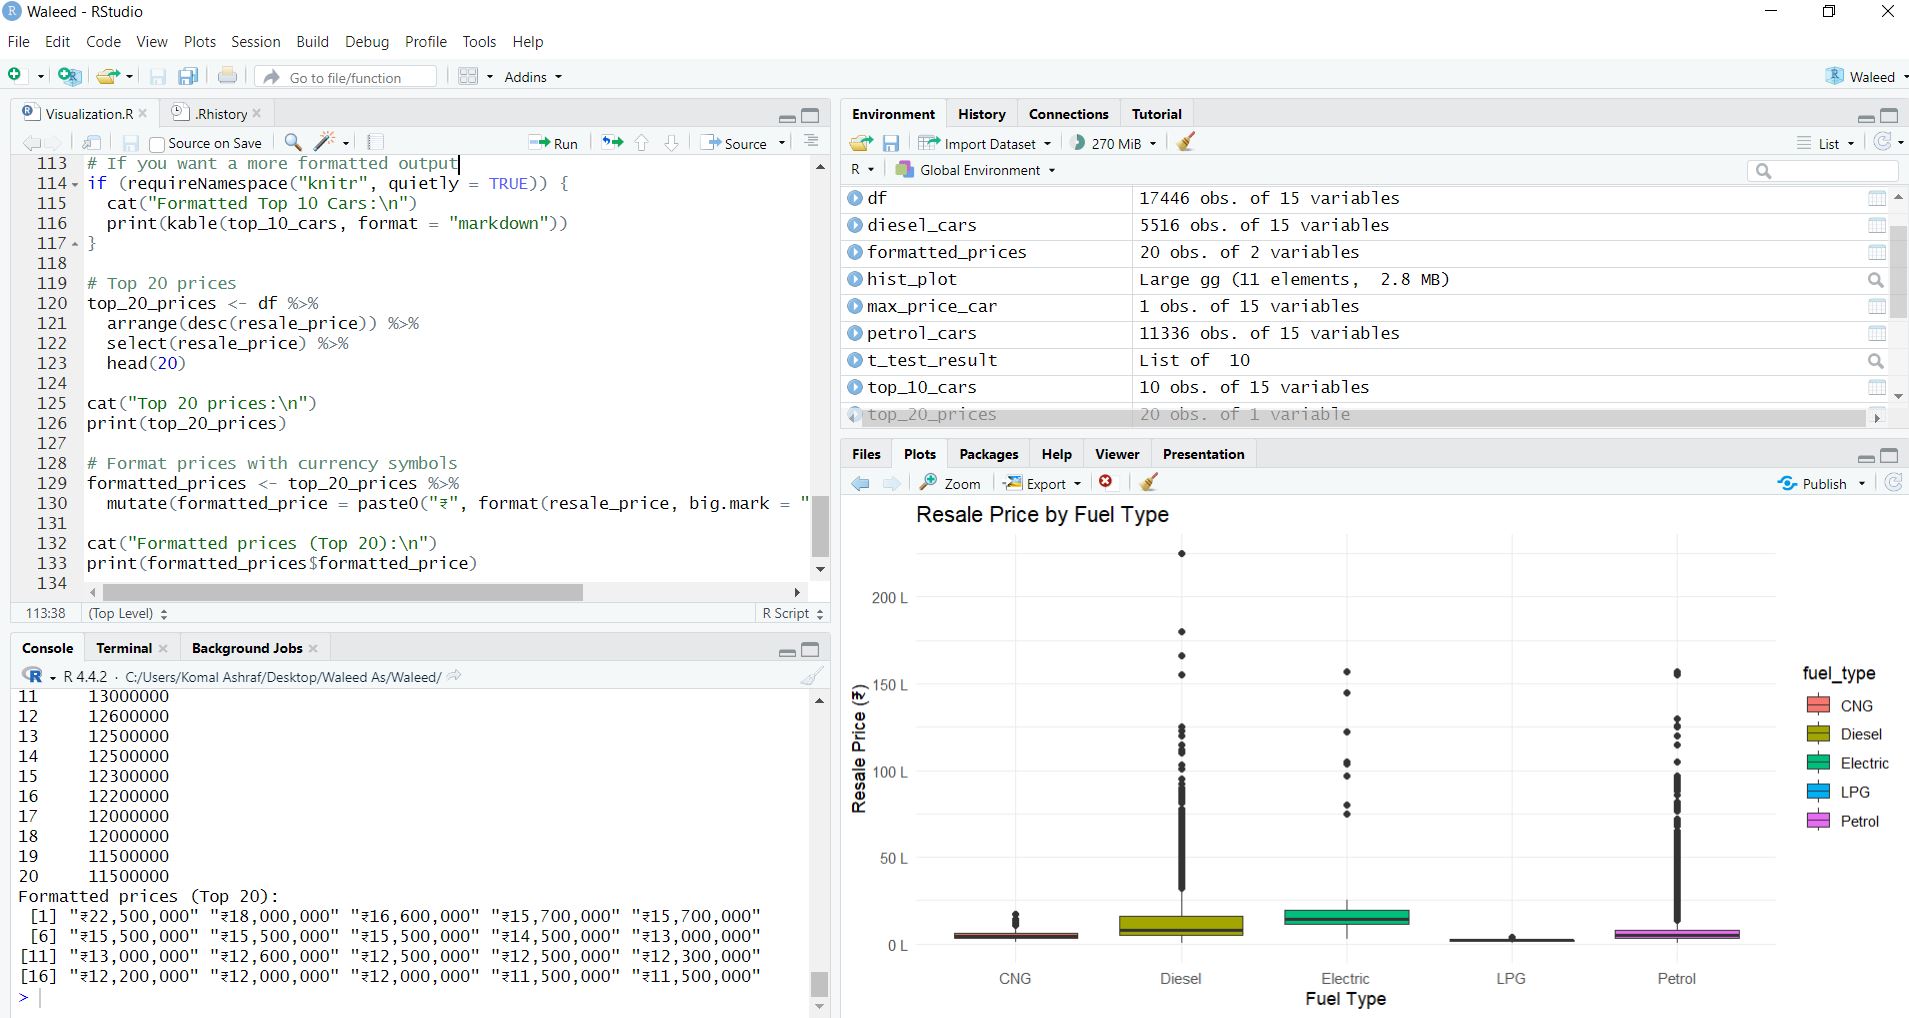 Waleed - RStudio
File Edit Code View Plots Session Build Debug Profile Tools Help
Go to file/function Addins Waleed
Visualization.R .Rhistory
Source on Save Run Source
113 # If you want a more formatted output
114 if (requireNamespace("knitr", quietly = TRUE)) {
115 cat("Formatted Top 10 Cars:\n")
116 print(kable(top_10_cars, format = "markdown"))
117 }
118
119 # Top 20 prices
120 top_20_prices <- df %>%
121 arrange(desc(resale_price)) %>%
122 select(resale_price) %>%
123 head(20)
124
125 cat("Top 20 prices:\n")
126 print(top_20_prices)
127
128 # Format prices with currency symbols
129 formatted_prices <- top_20_prices %>%
130 mutate(formatted_price = paste0("₹", format(resale_price, big.mark = "
131
132 cat("Formatted prices (Top 20):\n")
133 print(formatted_prices$formatted_price)
134
113:38 (Top Level) R Script
Console Terminal Background Jobs
R R 4.4.2 · C:/Users/Komal Ashraf/Desktop/Waleed As/Waleed/
11 13000000
12 12600000
13 12500000
14 12500000
15 12300000
16 12200000
17 12000000
18 12000000
19 11500000
20 11500000
Formatted prices (Top 20):
[1] "₹22,500,000" "₹18,000,000" "₹16,600,000" "₹15,700,000" "₹15,700,000"
[6] "₹15,500,000" "₹15,500,000" "₹15,500,000" "₹14,500,000" "₹13,000,000"
[11] "₹13,000,000" "₹12,600,000" "₹12,500,000" "₹12,500,000" "₹12,300,000"
[16] "₹12,200,000" "₹12,000,000" "₹12,000,000" "₹11,500,000" "₹11,500,000"
>
Environment History Connections Tutorial
Import Dataset 270 MiB List
R Global Environment
df 17446 obs. of 15 variables
diesel_cars 5516 obs. of 15 variables
formatted_prices 20 obs. of 2 variables
hist_plot Large gg (11 elements, 2.8 MB)
max_price_car 1 obs. of 15 variables
petrol_cars 11336 obs. of 15 variables
t_test_result List of 10
top_10_cars 10 obs. of 15 variables
top_20_prices 20 obs. of 1 variable
Files Plots Packages Help Viewer Presentation
Zoom Export Publish
Resale Price by Fuel Type
Resale Price (₹)
200 L
150 L
100 L
50 L
0 L
CNG Diesel Electric LPG Petrol
Fuel Type
fuel_type
CNG
Diesel
Electric
LPG
Petrol